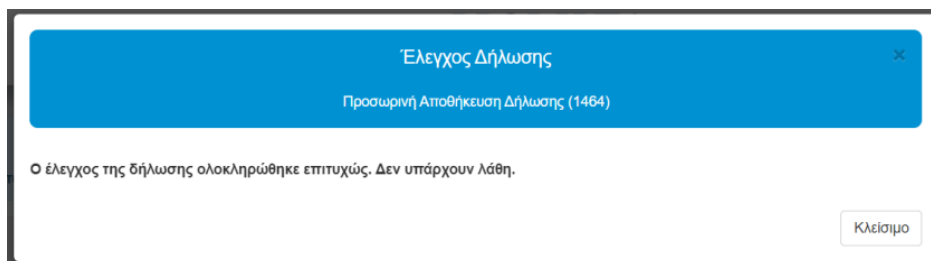 Έλεγχος Δήλωσης
×
Προσωρινή Αποθήκευση Δήλωσης (1464)
Ο έλεγχος της δήλωσης ολοκληρώθηκε επιτυχώς. Δεν υπάρχουν λάθη.
Κλείσιμο